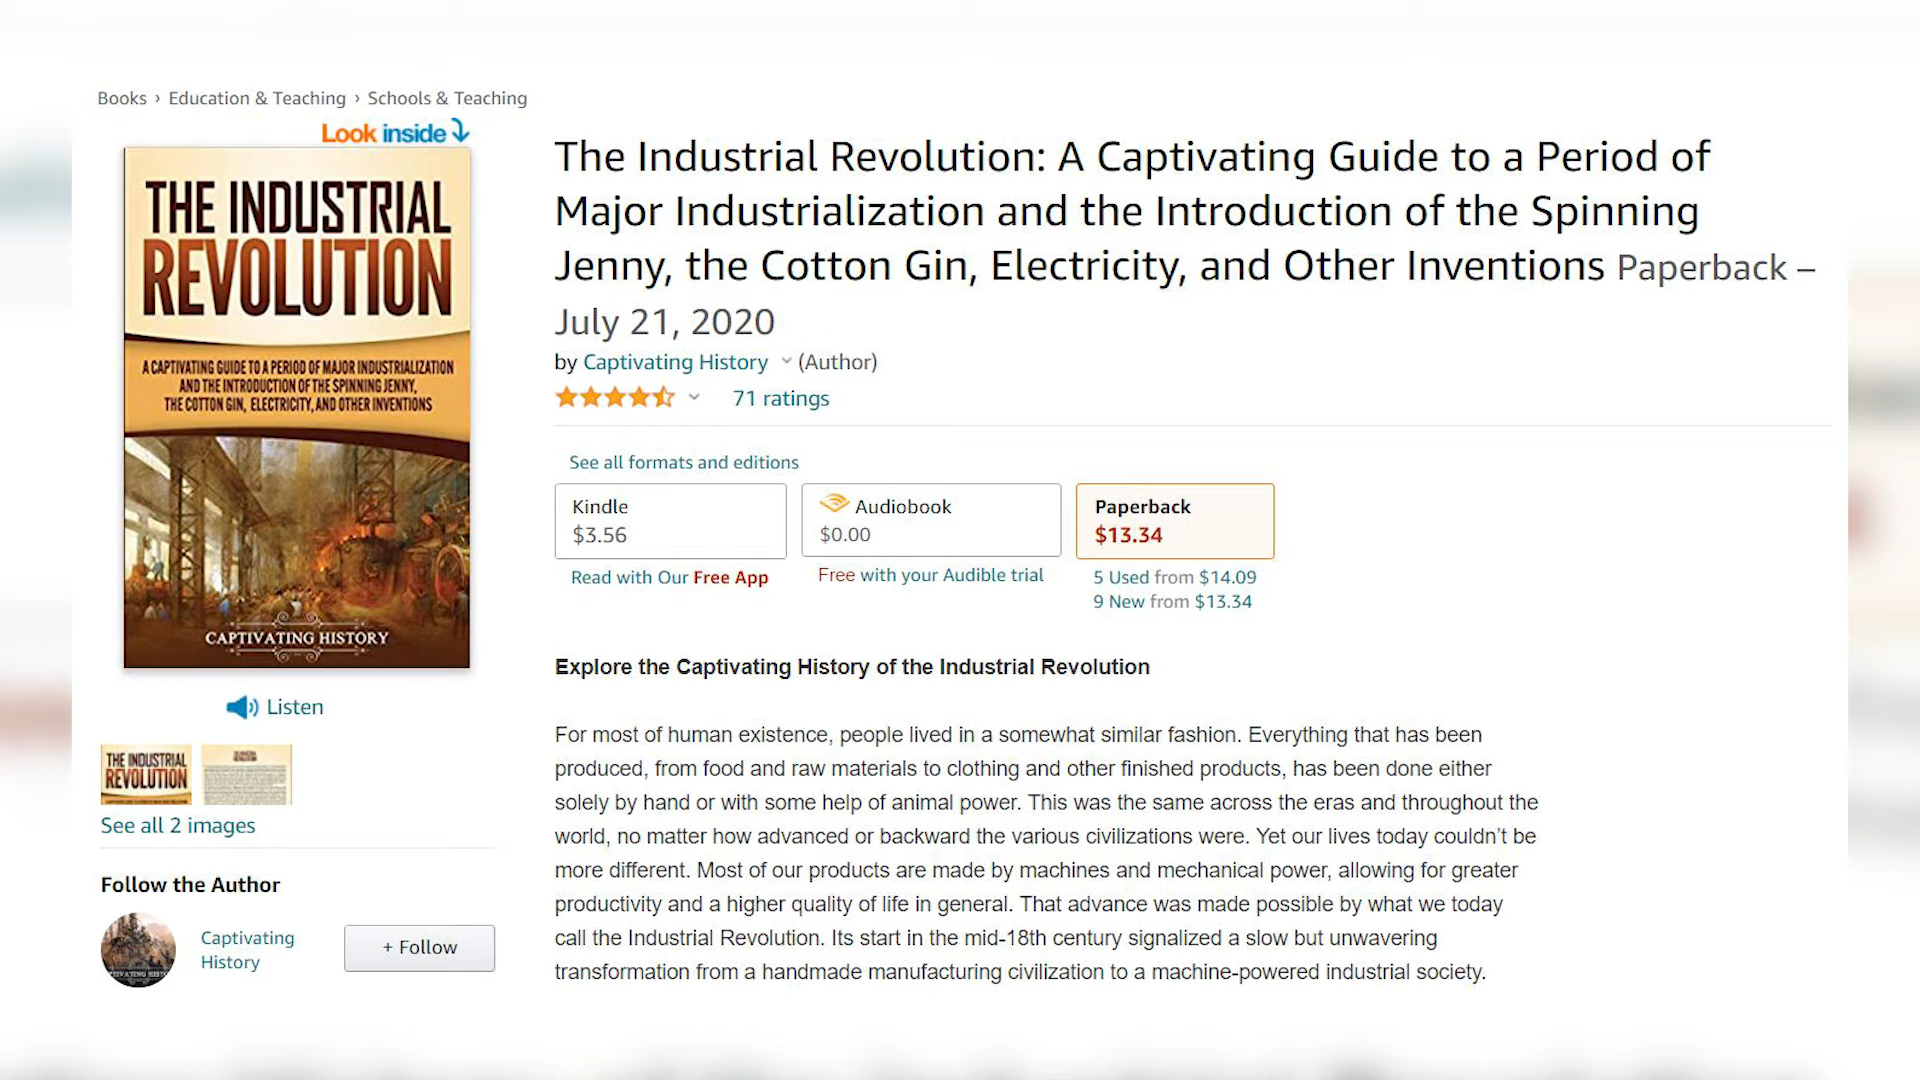 Books › Education & Teaching › Schools & Teaching
Look inside
THE INDUSTRIAL
REVOLUTION
A CAPTIVATING GUIDE TO A PERIOD OF MAJOR INDUSTRIALIZATION
AND THE INTRODUCTION OF THE SPINNING JENNY,
THE COTTON GIN, ELECTRICITY, AND OTHER INVENTIONS
CAPTIVATING HISTORY
Listen
THE INDUSTRIAL
REVOLUTION
See all 2 images
Follow the Author
Captivating
History
+ Follow
The Industrial Revolution: A Captivating Guide to a Period of
Major Industrialization and the Introduction of the Spinning
Jenny, the Cotton Gin, Electricity, and Other Inventions Paperback –
July 21, 2020
by Captivating History (Author)
71 ratings
See all formats and editions
Kindle
$3.56
Read with Our Free App
Audiobook
$0.00
Free with your Audible trial
Paperback
$13.34
5 Used from $14.09
9 New from $13.34
Explore the Captivating History of the Industrial Revolution
For most of human existence, people lived in a somewhat similar fashion. Everything that has been
produced, from food and raw materials to clothing and other finished products, has been done either
solely by hand or with some help of animal power. This was the same across the eras and throughout the
world, no matter how advanced or backward the various civilizations were. Yet our lives today couldn't be
more different. Most of our products are made by machines and mechanical power, allowing for greater
productivity and a higher quality of life in general. That advance was made possible by what we today
call the Industrial Revolution. Its start in the mid-18th century signalized a slow but unwavering
transformation from a handmade manufacturing civilization to a machine-powered industrial society.